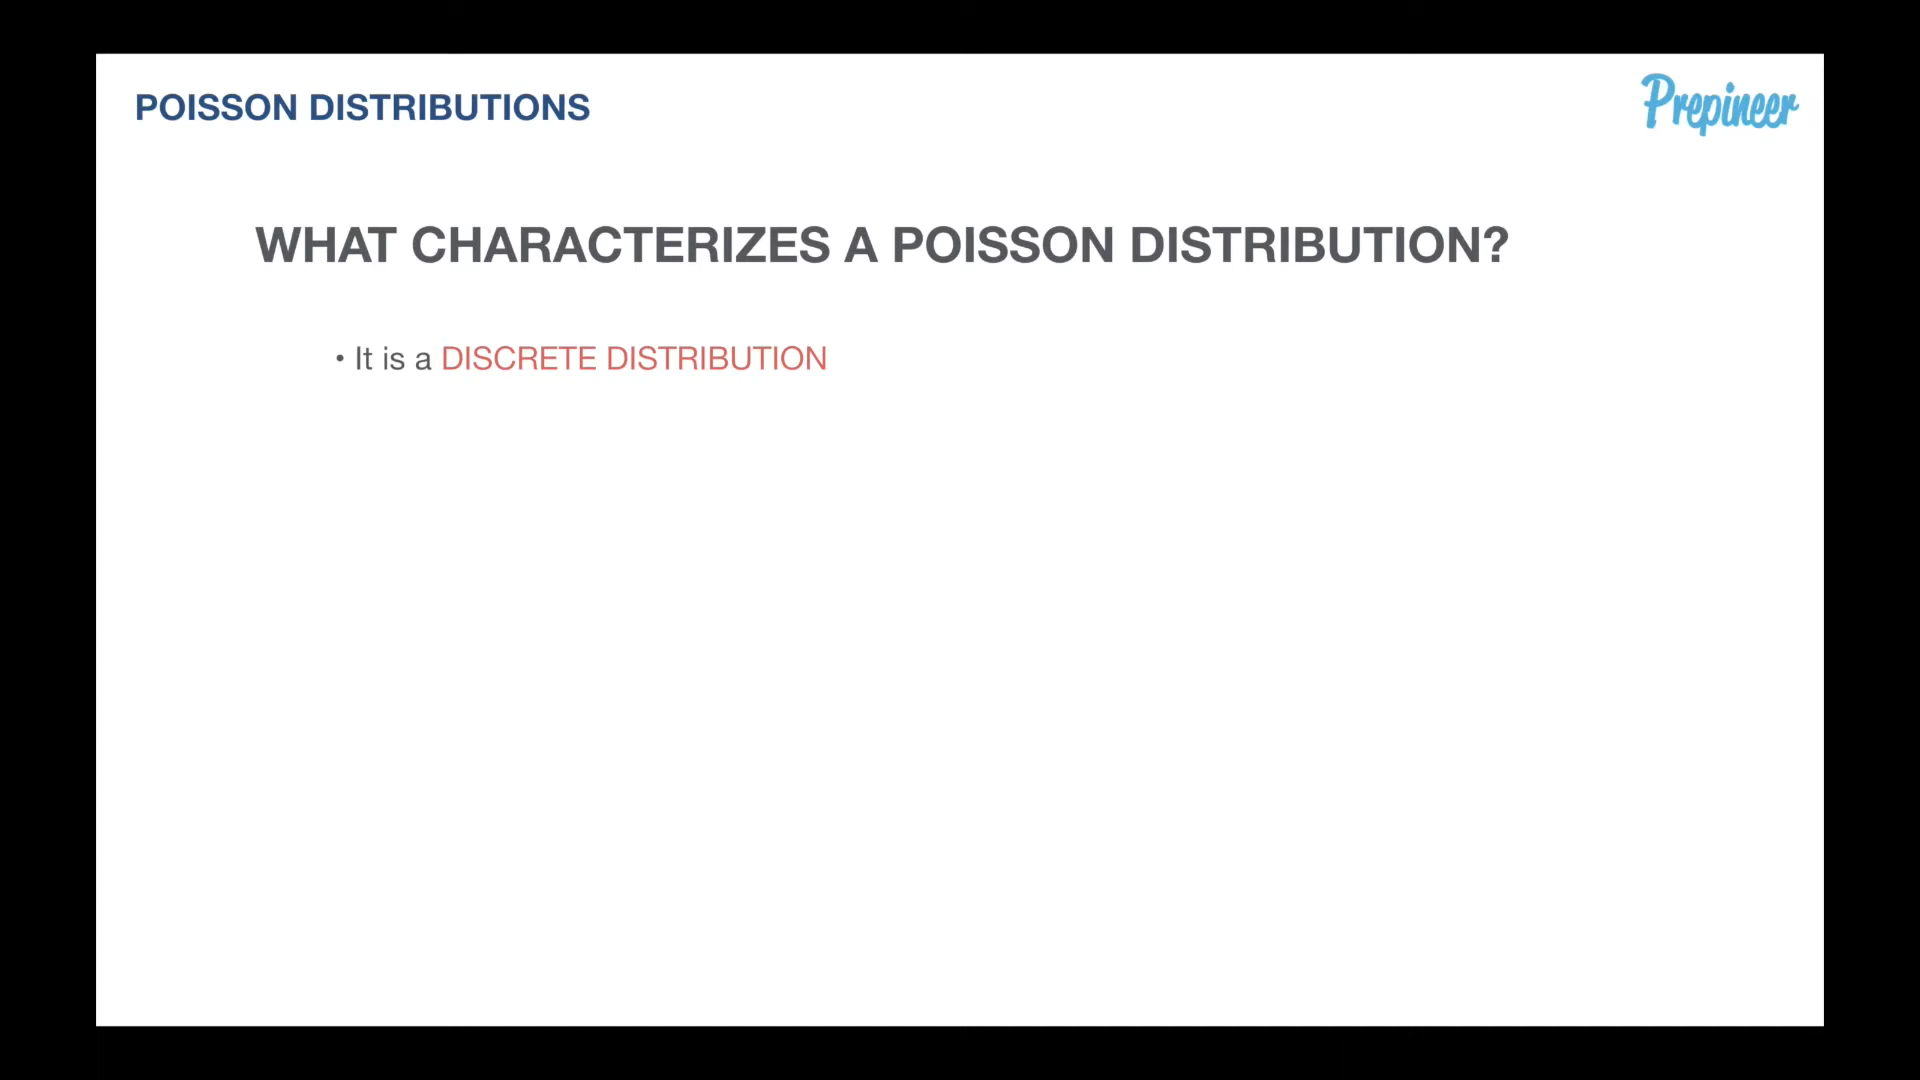 POISSON DISTRIBUTIONS
Prepineer
WHAT CHARACTERIZES A POISSON DISTRIBUTION?
• It is a DISCRETE DISTRIBUTION